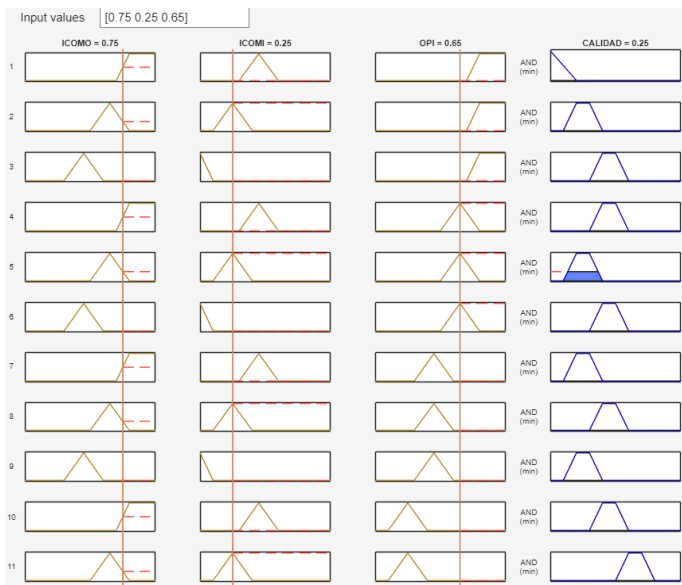 Input values [0.75 0.25 0.65]
ICOMO = 0.75 ICOMI = 0.25 OPI = 0.65 CALIDAD = 0.25
1 AND
(min)
2 AND
(min)
3 AND
(min)
4 AND
(min)
5 AND
(min)
6 AND
(min)
7 AND
(min)
8 AND
(min)
9 AND
(min)
10 AND
(min)
11 AND
(min)